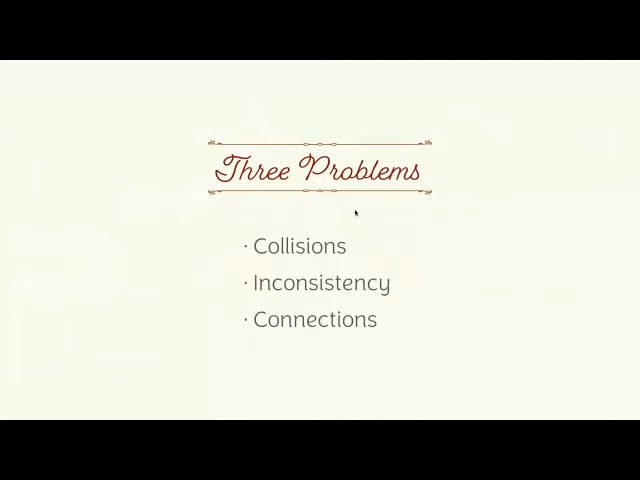 Three Problems
· Collisions
· Inconsistency
· Connections